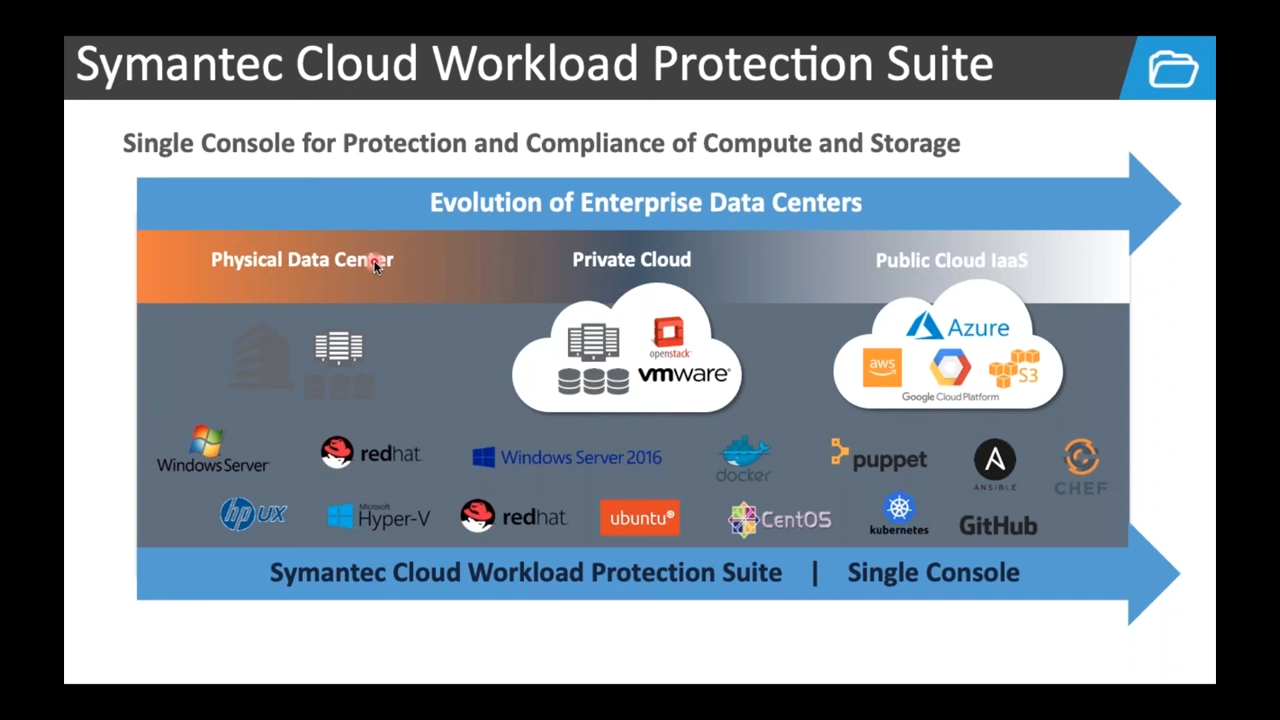 Symantec Cloud Workload Protection Suite
Single Console for Protection and Compliance of Compute and Storage
Evolution of Enterprise Data Centers
Physical Data Center
Private Cloud
Public Cloud IaaS
openstack
vmware®
Azure
aws
S3
Google Cloud Platform
Windows Server
redhat.
Windows Server 2016
docker
puppet
ANSIBLE
CHEF
hp UX
Microsoft
Hyper-V
redhat.
ubuntu®
CentOS
kubernetes
GitHub
Symantec Cloud Workload Protection Suite | Single Console